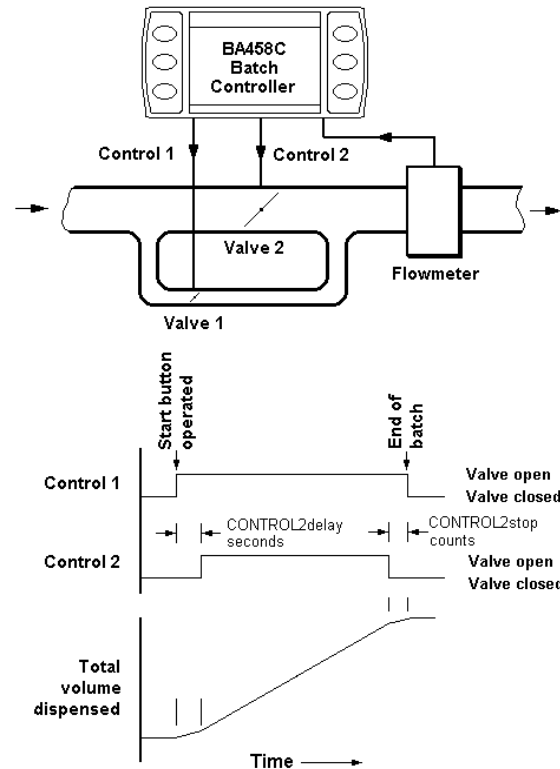 BA458C
Batch
Controller
Control 1
Control 2
Valve 2
Flowmeter
Valve 1
Start button
operated
End of
batch
Control 1
Valve open
Valve closed
CONTROL2delay
seconds
CONTROL2stop
counts
Control 2
Valve open
Valve closed
Total
volume
dispensed
Time